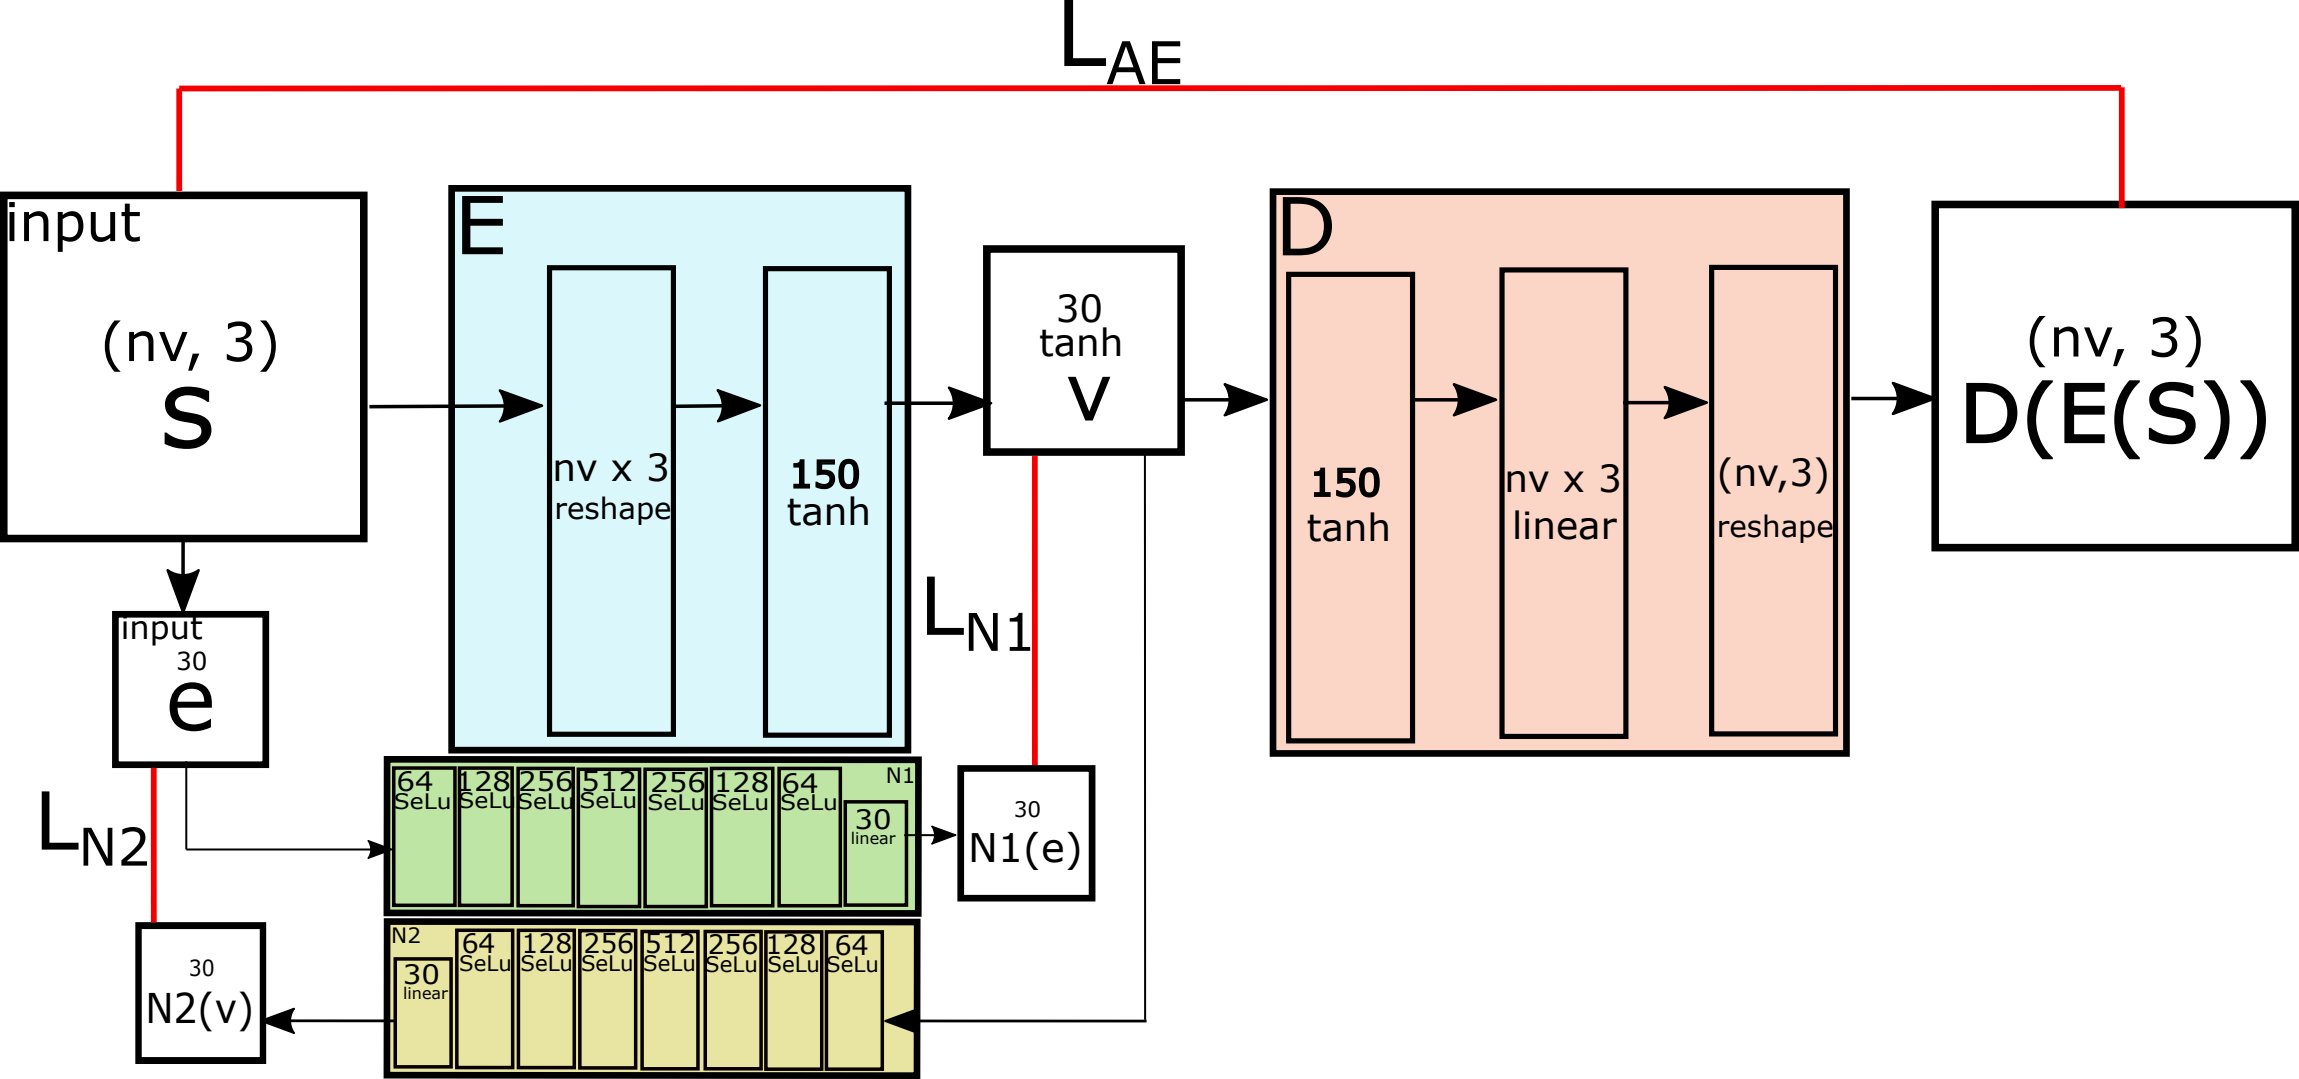 L_AE
input
(nv, 3)
S
E
nv x 3
reshape
150
tanh
30
tanh
v
D
150
tanh
nv x 3
linear
(nv,3)
reshape
(nv, 3)
D(E(S))
input
30
e
L_N1
L_N2
N1
64
SeLu
128
SeLu
256
SeLu
512
SeLu
256
SeLu
128
SeLu
64
SeLu
30
linear
30
N1(e)
N2
30
linear
64
SeLu
128
SeLu
256
SeLu
512
SeLu
256
SeLu
128
SeLu
64
SeLu
30
N2(v)